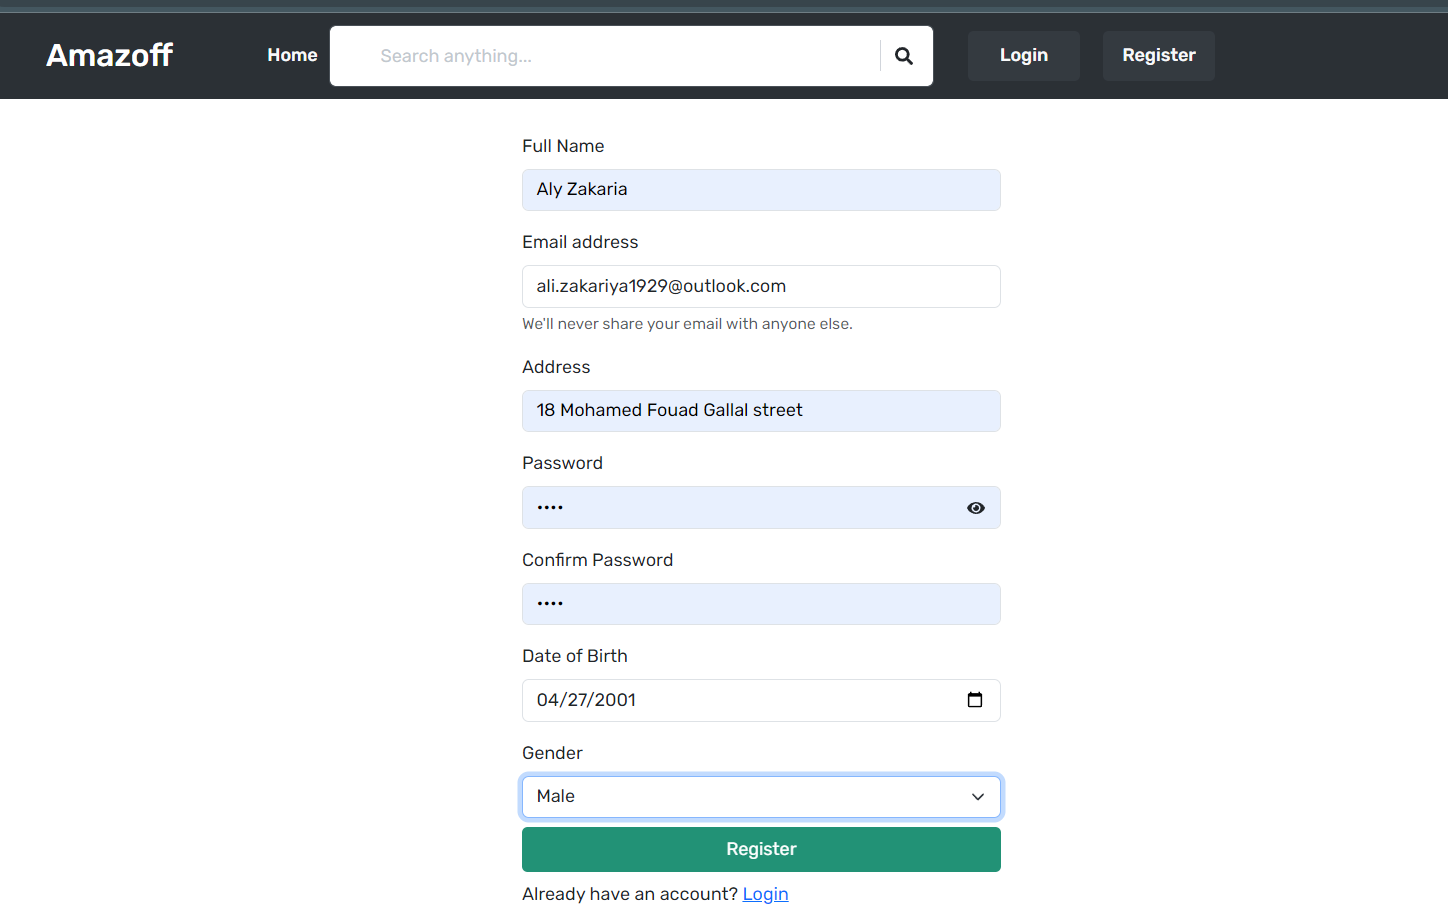 Amazoff Home Search anything... Login Register
Full Name
Aly Zakaria
Email address
ali.zakariya1929@outlook.com
We'll never share your email with anyone else.
Address
18 Mohamed Fouad Gallal street
Password
••••
Confirm Password
••••
Date of Birth
04/27/2001
Gender
Male
Register
Already have an account? Login